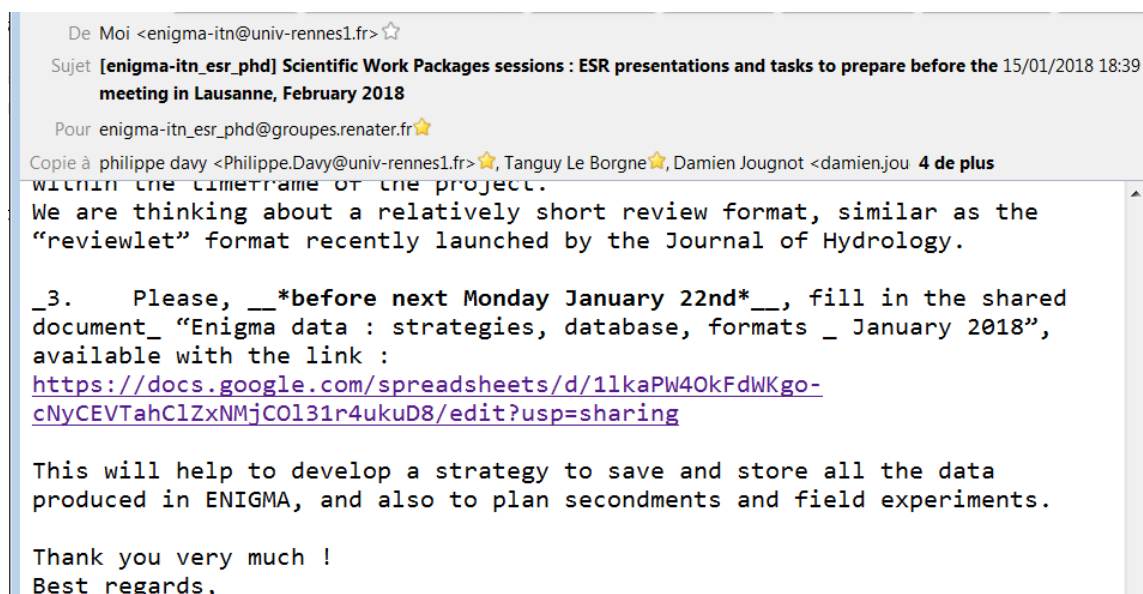 De Moi <enigma-itn@univ-rennes1.fr>
Sujet [enigma-itn_esr_phd] Scientific Work Packages sessions : ESR presentations and tasks to prepare before the 15/01/2018 18:39
meeting in Lausanne, February 2018
Pour enigma-itn_esr_phd@groupes.renater.fr
Copie à philippe davy <Philippe.Davy@univ-rennes1.fr>, Tanguy Le Borgne, Damien Jougnot <damien.jou 4 de plus
within the timeframe of the project.
We are thinking about a relatively short review format, similar as the
“reviewlet” format recently launched by the Journal of Hydrology.
_3. Please, __*before next Monday January 22nd*__, fill in the shared
document_ “Enigma data : strategies, database, formats _ January 2018”,
available with the link :
https://docs.google.com/spreadsheets/d/1lkaPW4OkFdWKgo-
cNyCEVTahClZxNMjCOl31r4ukuD8/edit?usp=sharing
This will help to develop a strategy to save and store all the data
produced in ENIGMA, and also to plan secondments and field experiments.
Thank you very much !
Best regards,